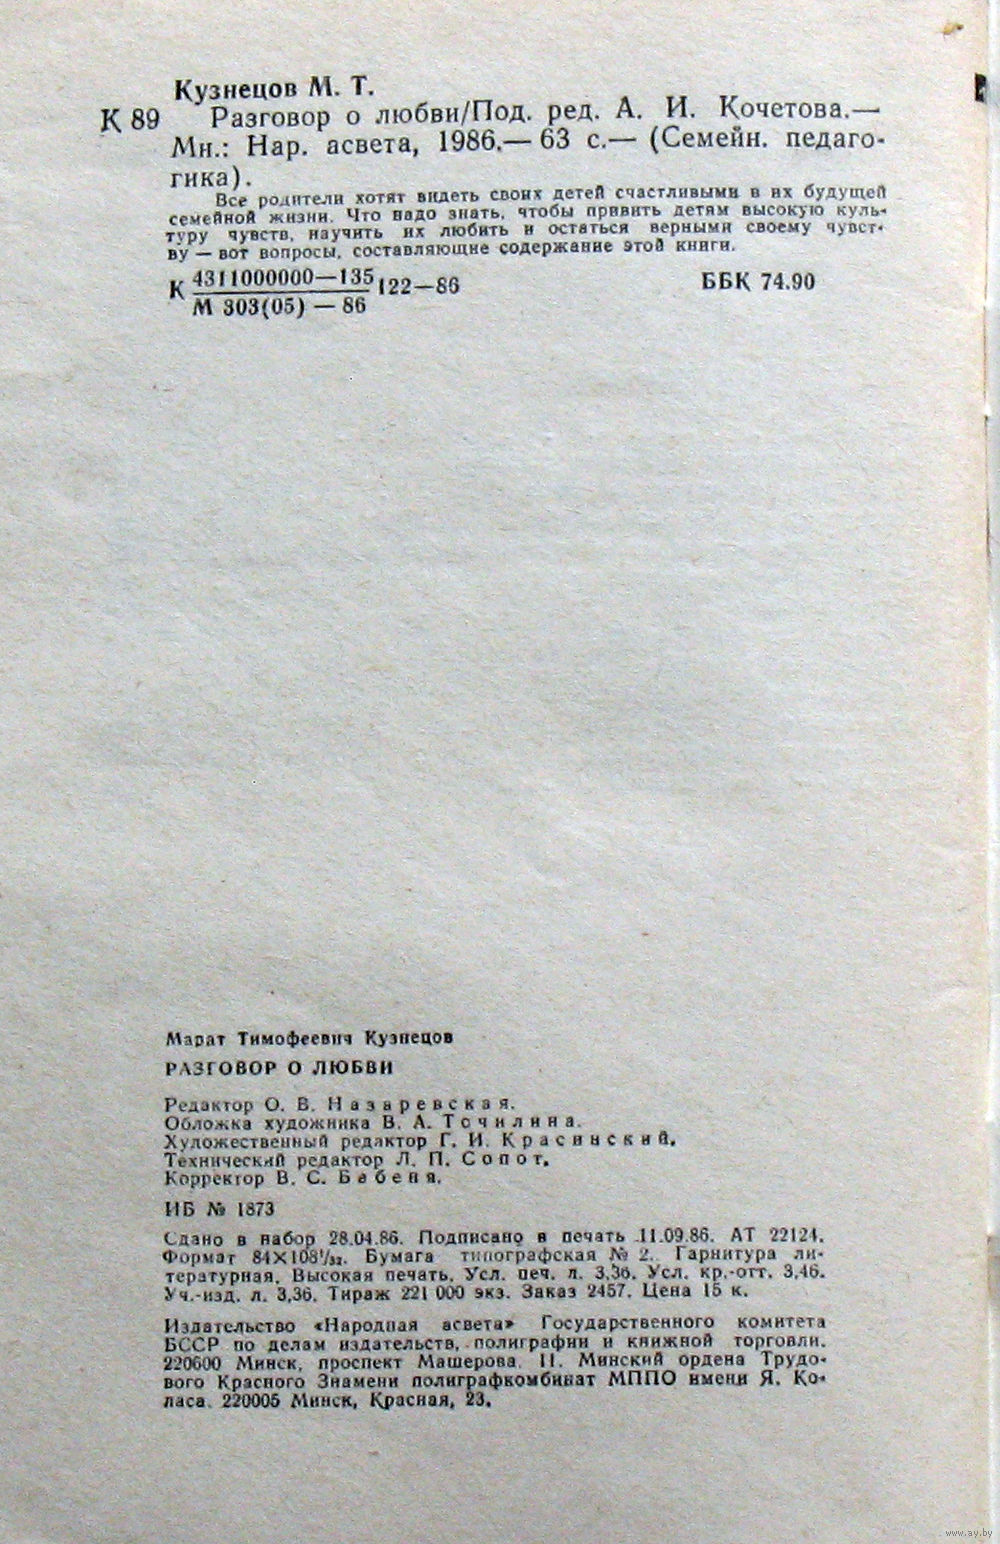 Кузнецов М. Т.
К 89 Разговор о любви/Под. ред. А. И. Кочетова.—
Мн.: Нар. асвета, 1986.— 63 с.— (Семейн. педаго-
гика).
Все родители хотят видеть своих детей счастливыми в их будущей
семейной жизни. Что надо знать, чтобы привить детям высокую куль-
туру чувств, научить их любить и остаться верными своему чувст-
ву — вот вопросы, составляющие содержание этой книги.
К 4311000000—135 122—86 ББК 74.90
М 303(05) — 86
Марат Тимофеевич Кузнецов
РАЗГОВОР О ЛЮБВИ
Редактор О. В. Назаревская.
Обложка художника В. А. Точилина.
Художественный редактор Г. И. Красинский.
Технический редактор Л. П. Сопот.
Корректор В. С. Бабеня.
ИБ № 1873
Сдано в набор 28.04.86. Подписано в печать 11.09.86. АТ 22124.
Формат 84×108¹/₃₂. Бумага типографская № 2. Гарнитура ли-
тературная. Высокая печать. Усл. печ. л. 3,36. Усл. кр.-отт. 3,46.
Уч.-изд. л. 3,36. Тираж 221 000 экз. Заказ 2457. Цена 15 к.
Издательство «Народная асвета» Государственного комитета
БССР по делам издательств, полиграфии и книжной торговли.
220600 Минск, проспект Машерова, 11. Минский ордена Трудо-
вого Красного Знамени полиграфкомбинат МППО имени Я. Ко-
ласа. 220005 Минск, Красная, 23.
www.ay.by